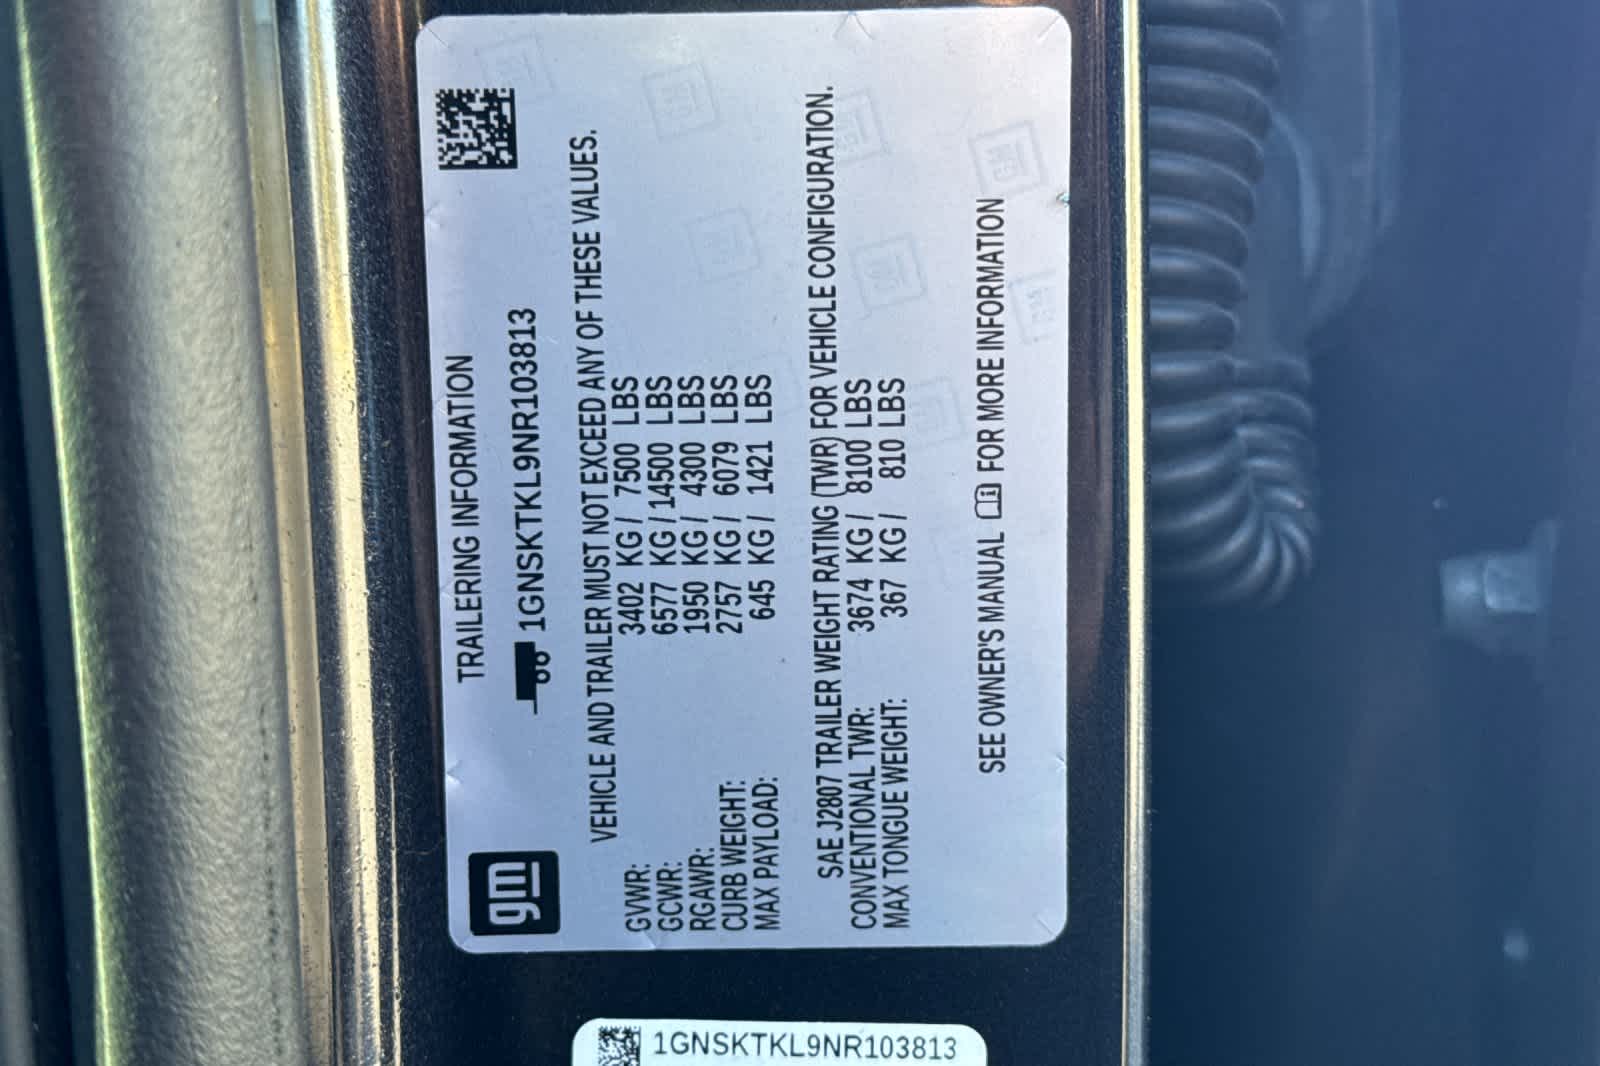 gm
TRAILERING INFORMATION
1GNSKTKL9NR103813
VEHICLE AND TRAILER MUST NOT EXCEED ANY OF THESE VALUES.
GVWR: 3402 KG / 7500 LBS
GCWR: 6577 KG / 14500 LBS
RGAWR: 1950 KG / 4300 LBS
CURB WEIGHT: 2757 KG / 6079 LBS
MAX PAYLOAD: 645 KG / 1421 LBS
SAE J2807 TRAILER WEIGHT RATING (TWR) FOR VEHICLE CONFIGURATION.
CONVENTIONAL TWR: 3674 KG / 8100 LBS
MAX TONGUE WEIGHT: 367 KG / 810 LBS
SEE OWNER'S MANUAL FOR MORE INFORMATION
1GNSKTKL9NR103813